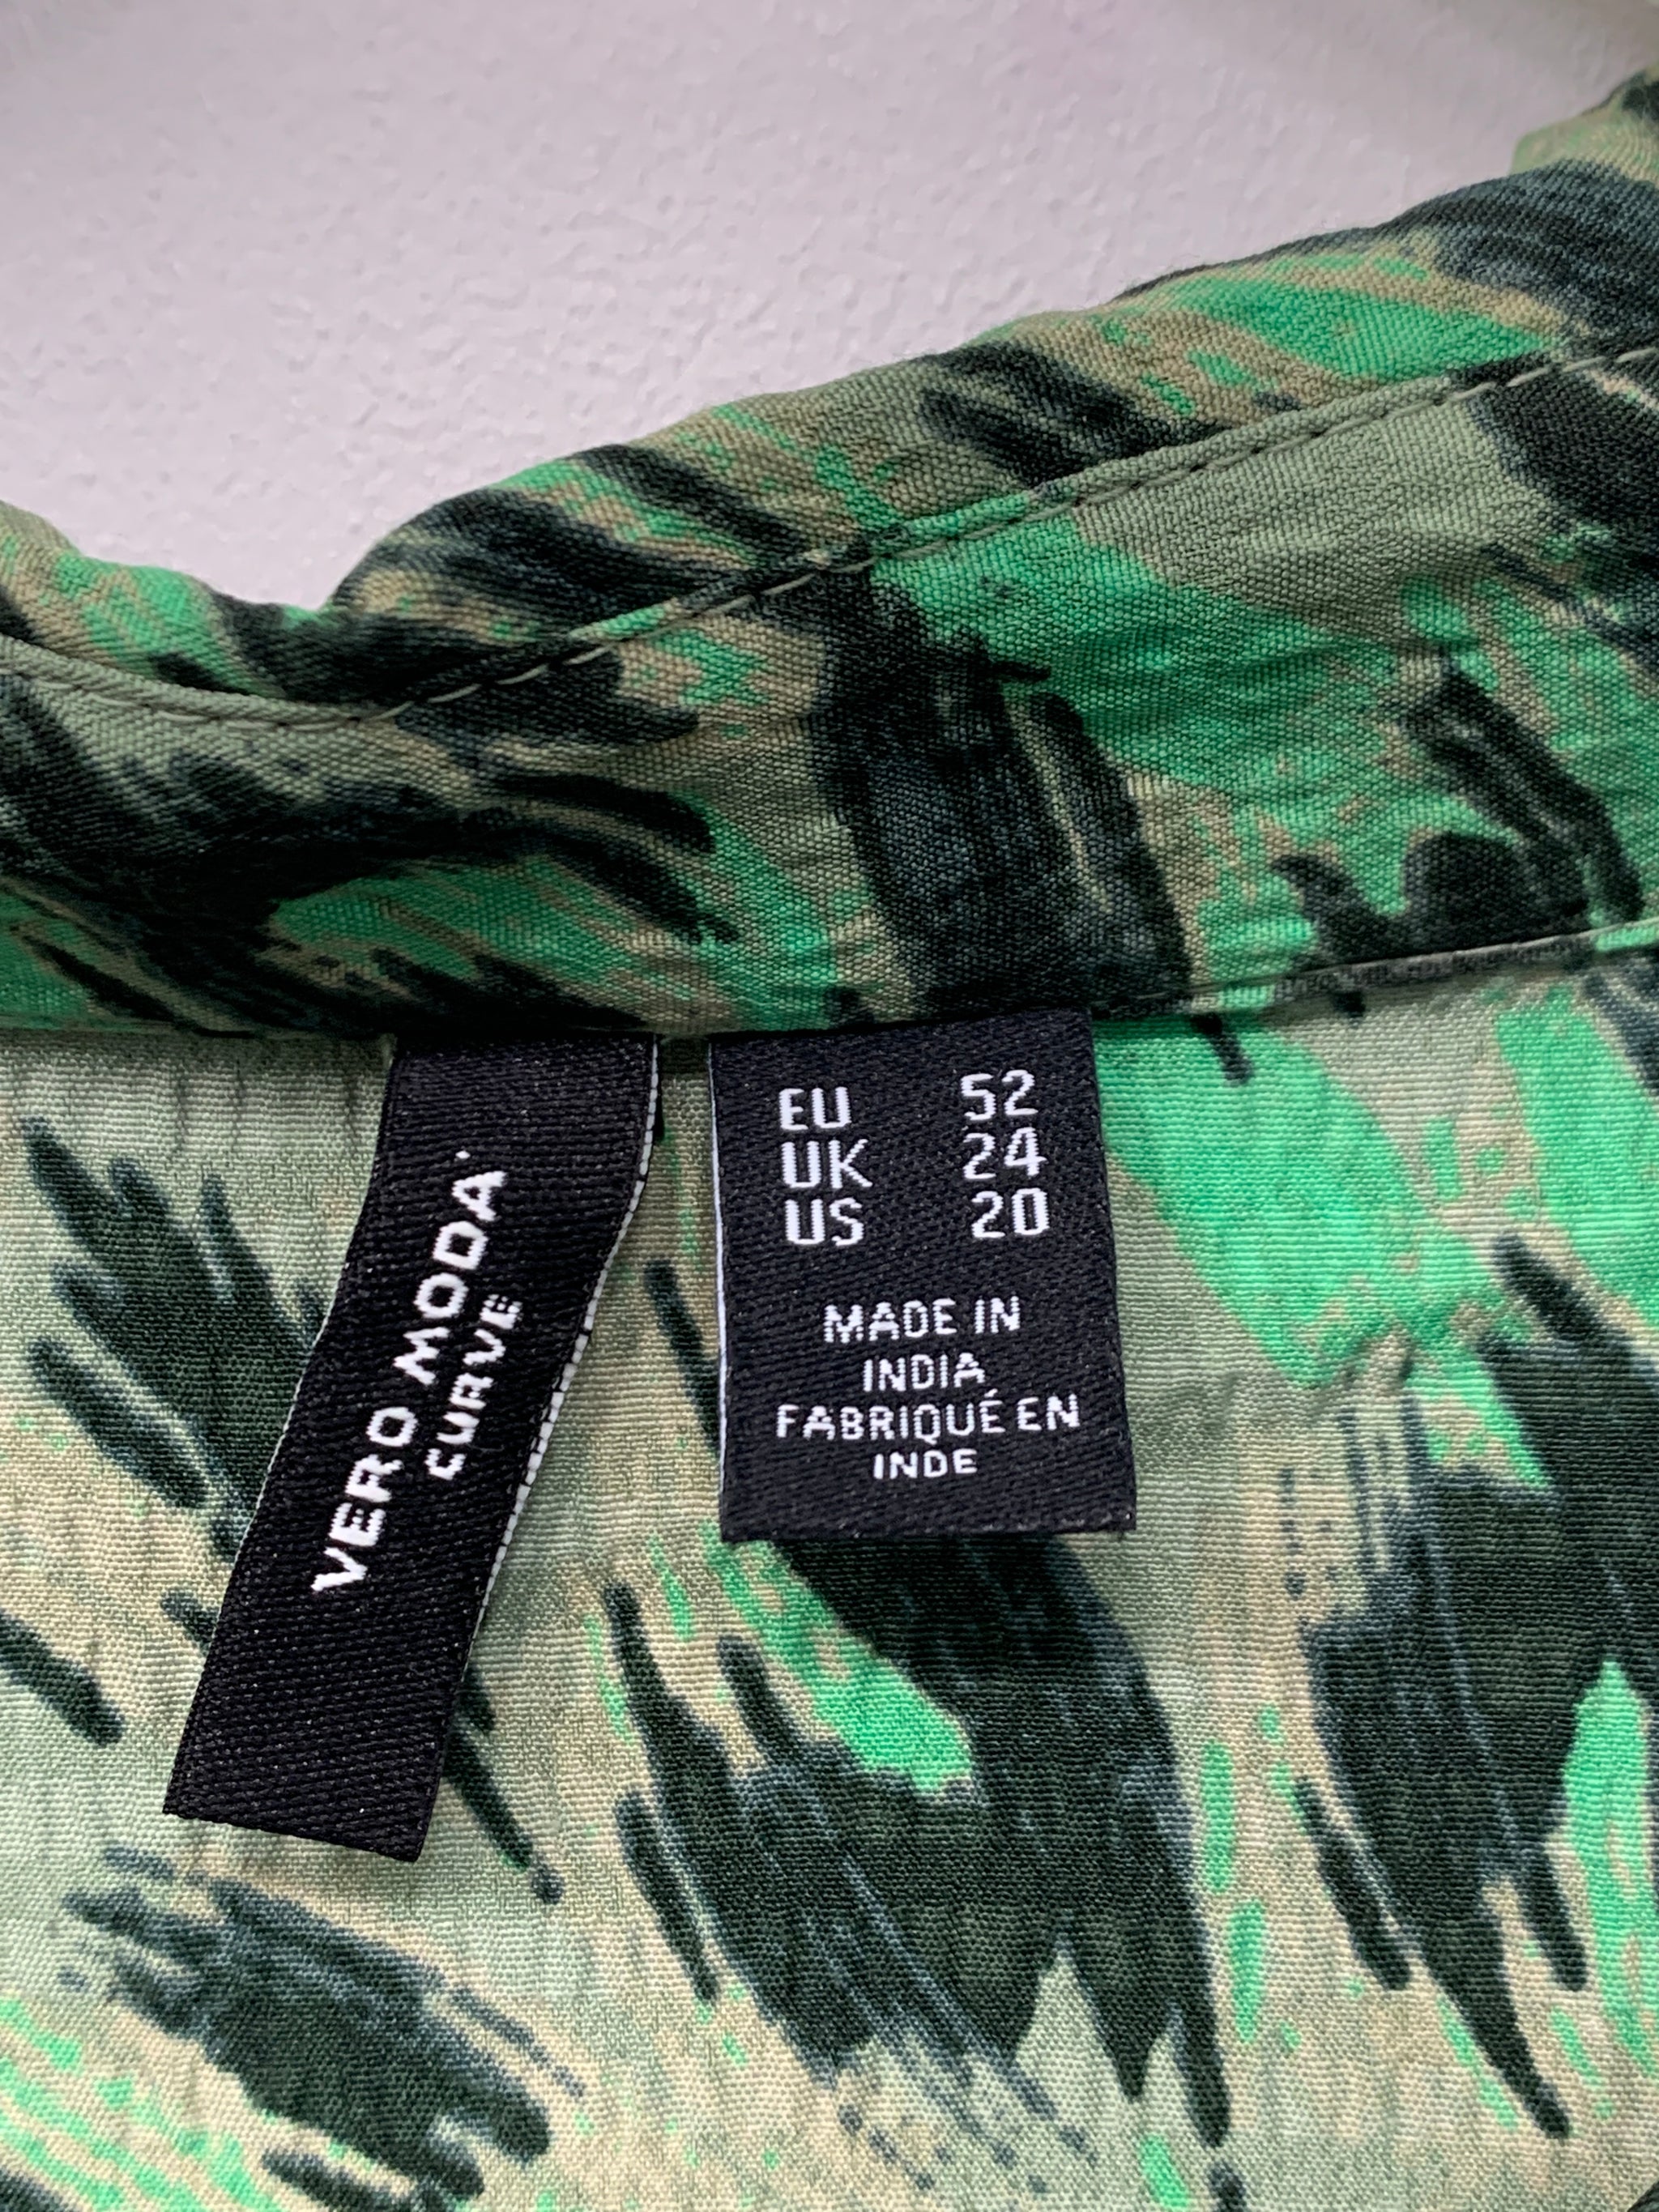 VERO MODA
CURVE
EU 52
UK 24
US 20
MADE IN
INDIA
FABRIQUÉ EN
INDE